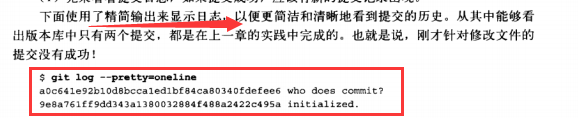 下面使用了精简输出来显示日志，以便更简洁和清晰地看到提交的历史。从其中能够看
出版本库中只有两个提交，都是在上一章的实践中完成的。也就是说，刚才针对修改文件的
提交没有成功！
$ git log --pretty=oneline
a0c641e92b10d8bcca1ed1bf84ca80340fdefee6 who does commit?
9e8a761ff9dd343a1380032884f488a2422c495a initialized.